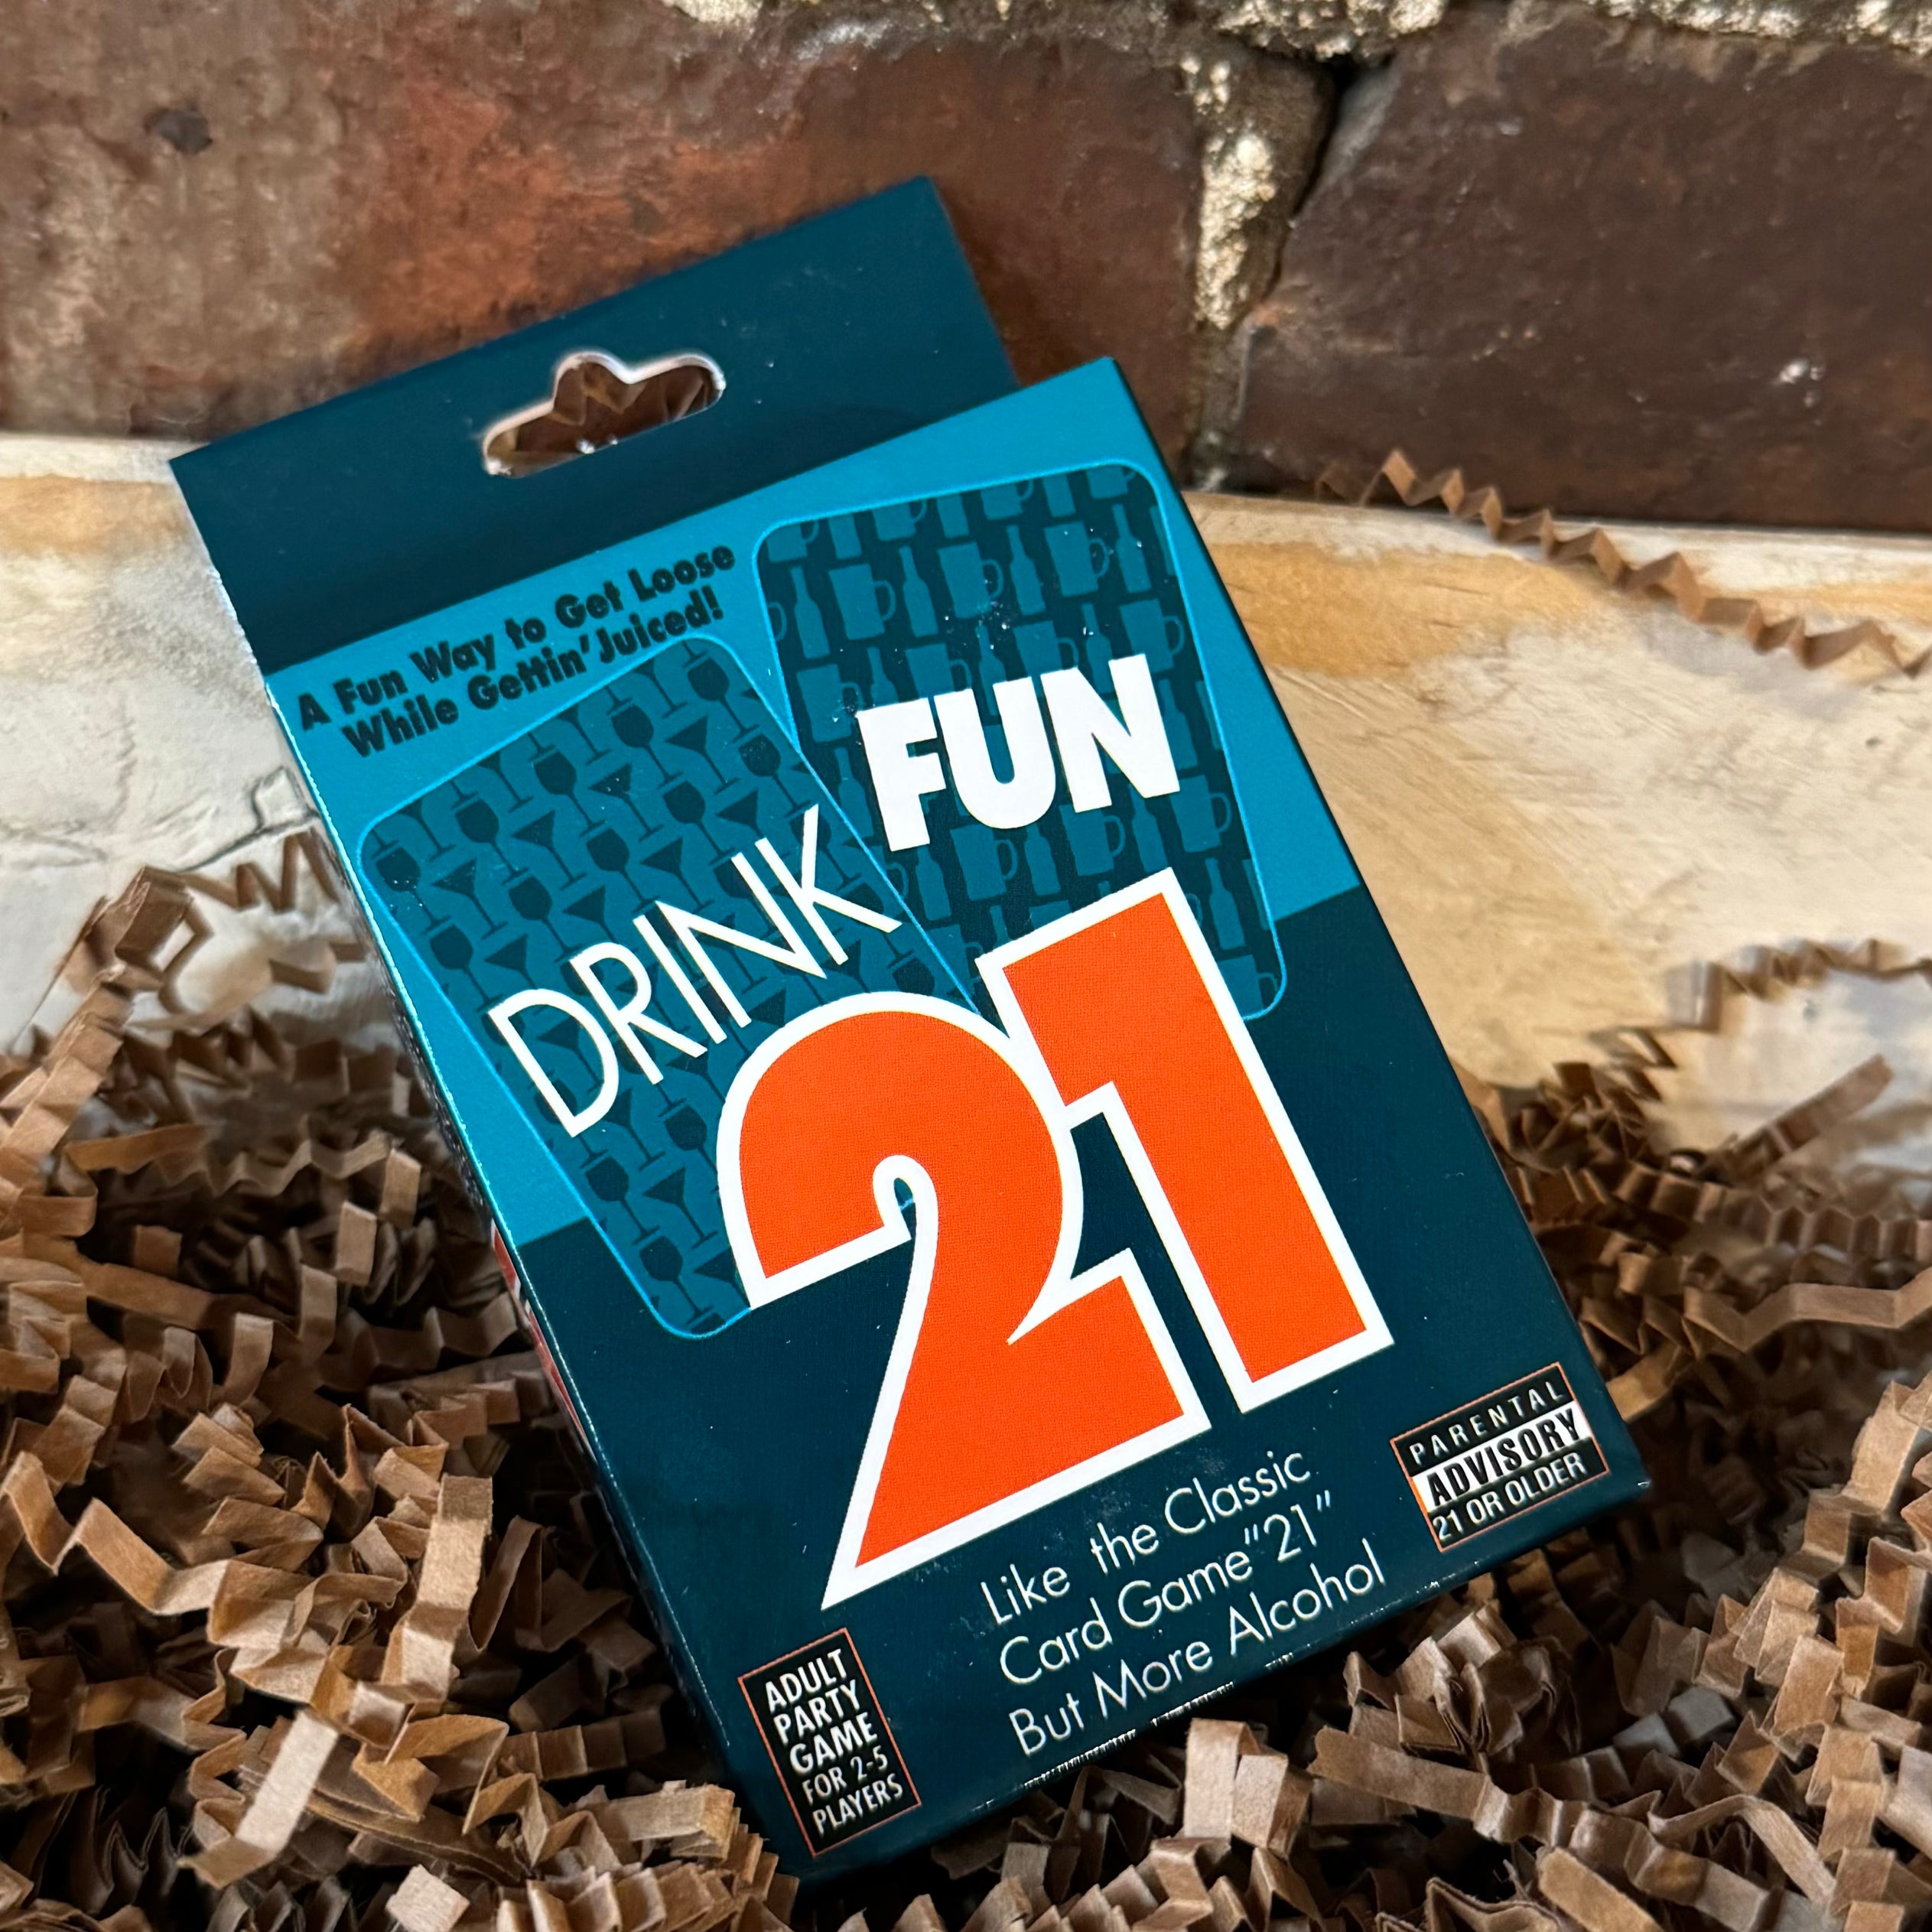 A Fun Way to Get Loose
While Gettin' Juiced!
DRINK
FUN
21
Like the Classic
Card Game "21"
But More Alcohol
PARENTAL
ADVISORY
21 OR OLDER
ADULT
PARTY
GAME
FOR 2-5
PLAYERS